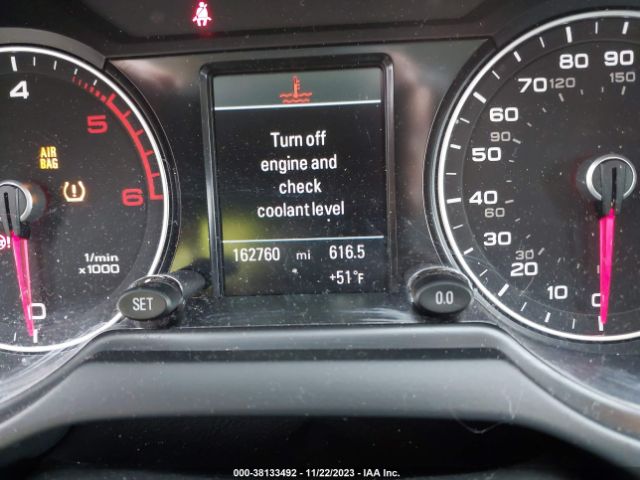 4
5
6
AIR
BAG
1/min
x1000
0
SET
Turn off
engine and
check
coolant level
162760 mi 616.5
+51°F
0.0
80
90
70
120
150
60
90
50
40
60
30
30
20
10
0
000-38133492 - 11/22/2023 - IAA Inc.